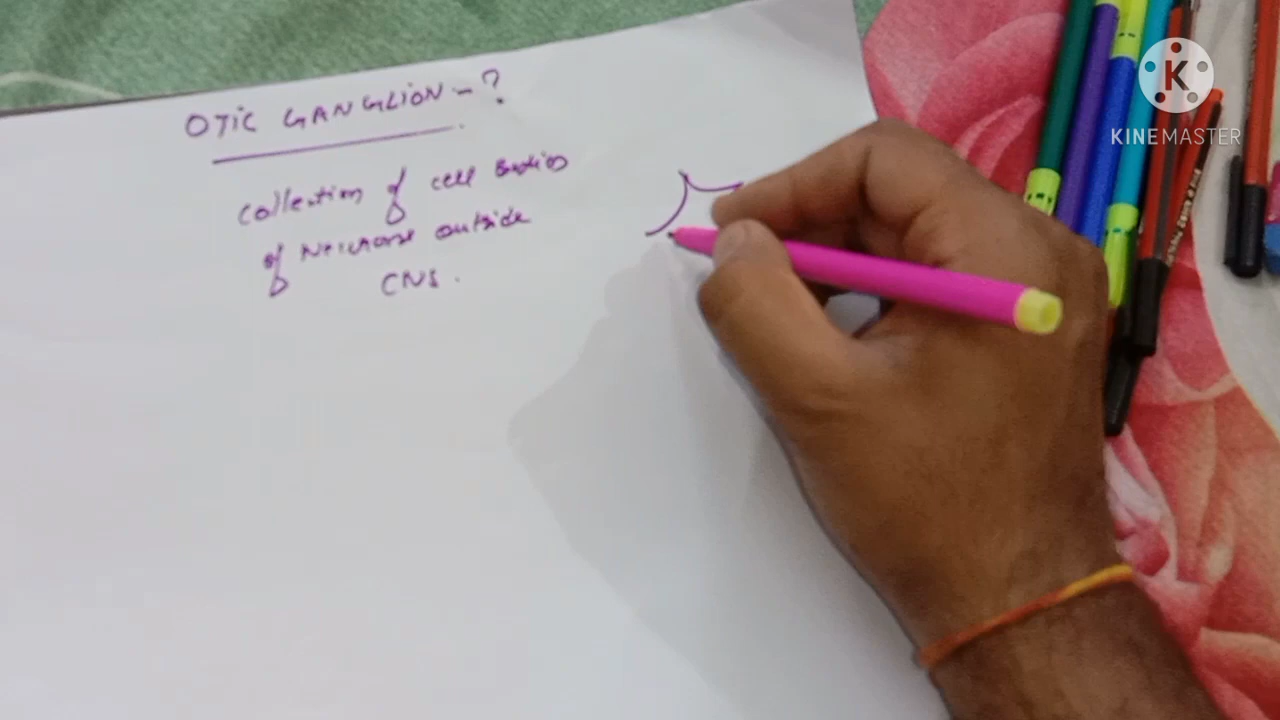 OTIC GANGLION - ?
collection of cell Bodies
of Neurons outside
CNS.
K
KINEMASTER